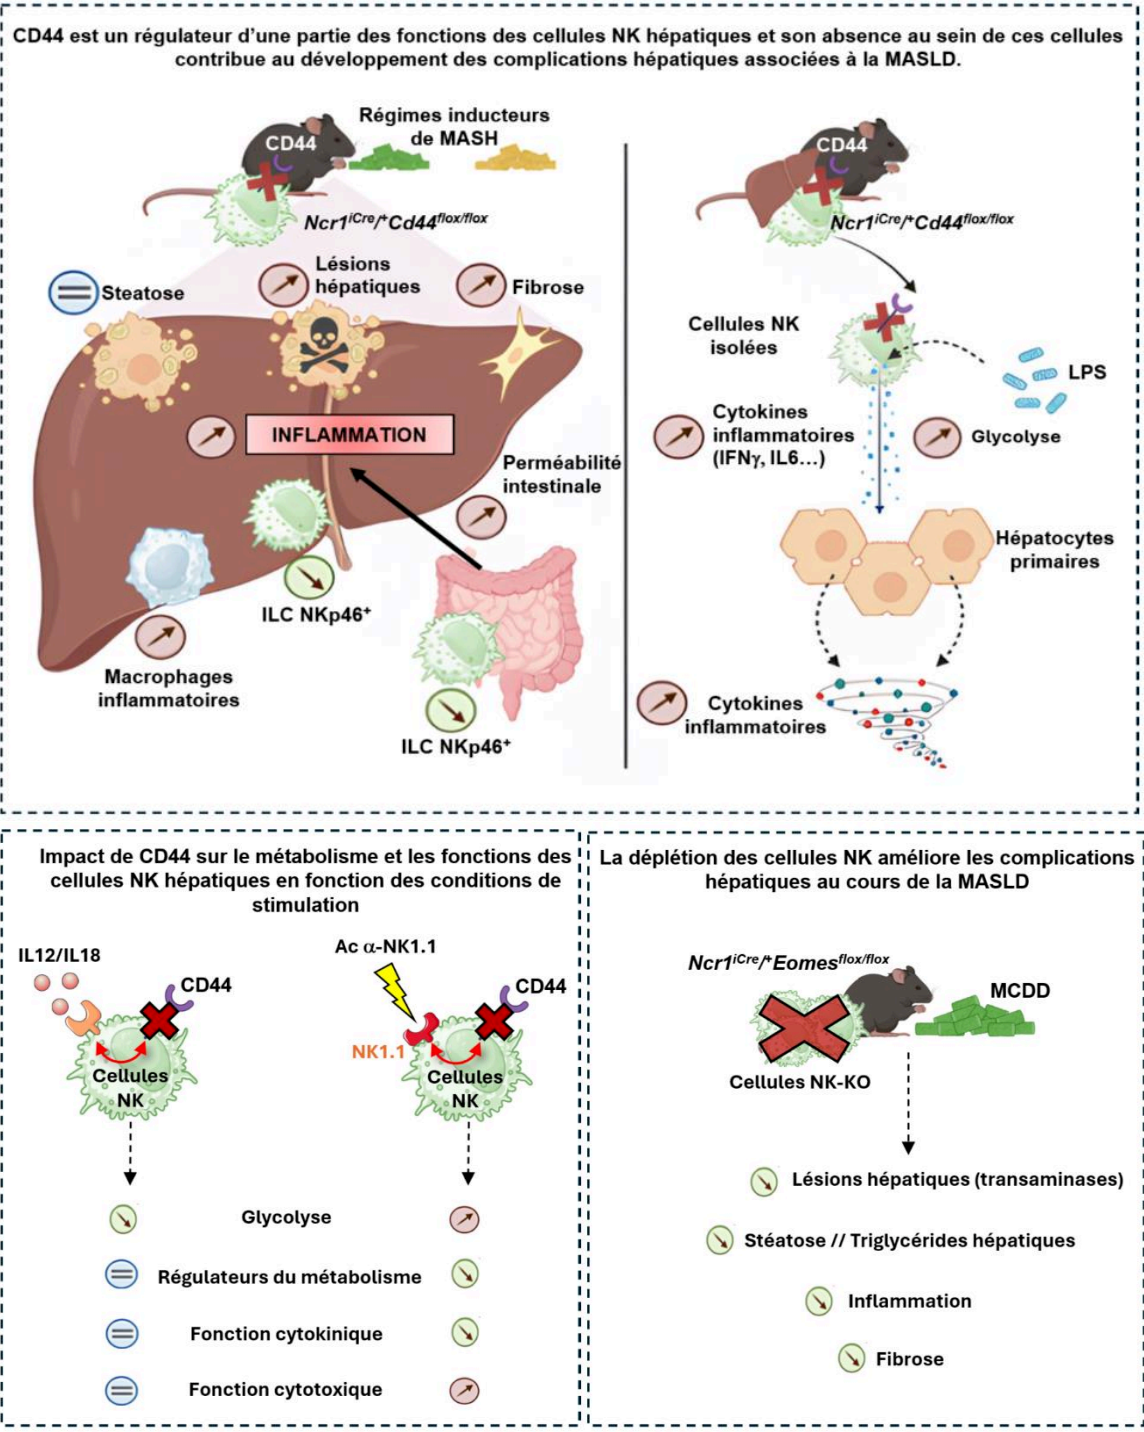 CD44 est un régulateur d'une partie des fonctions des cellules NK hépatiques et son absence au sein de ces cellules
contribue au développement des complications hépatiques associées à la MASLD.
Régimes inducteurs
de MASH
CD44
Ncr1iCre/+Cd44flox/flox
Steatose
Lésions
hépatiques
Fibrose
INFLAMMATION
Perméabilité
intestinale
ILC NKp46+
Macrophages
inflammatoires
ILC NKp46+
CD44
Ncr1iCre/+Cd44flox/flox
Cellules NK
isolées
LPS
Cytokines
inflammatoires
(IFNγ, IL6…)
Glycolyse
Hépatocytes
primaires
Cytokines
inflammatoires
Impact de CD44 sur le métabolisme et les fonctions des
cellules NK hépatiques en fonction des conditions de
stimulation
IL12/IL18
CD44
Cellules
NK
Ac α-NK1.1
CD44
NK1.1
Cellules
NK
Glycolyse
Régulateurs du métabolisme
Fonction cytokinique
Fonction cytotoxique
La déplétion des cellules NK améliore les complications
hépatiques au cours de la MASLD
Ncr1iCre/+Eomesflox/flox
MCDD
Cellules NK-KO
Lésions hépatiques (transaminases)
Stéatose // Triglycérides hépatiques
Inflammation
Fibrose